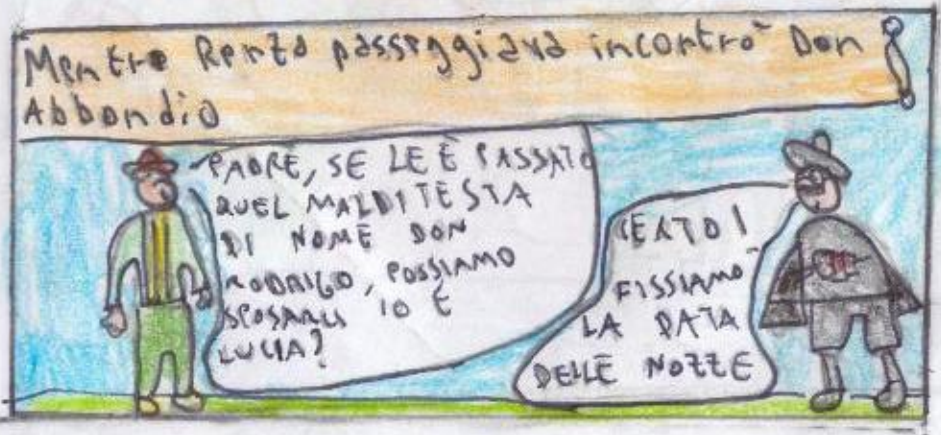 Mentre Renzo passeggiava incontrò Don
Abbondio
PADRE, SE LE È PASSATO
QUEL MALDITESTA
DI NOME DON
RODRIGO, POSSIAMO
SPOSARCI IO E
LUCIA?
CERTO!
FISSIAMO
LA DATA
DELLE NOZZE